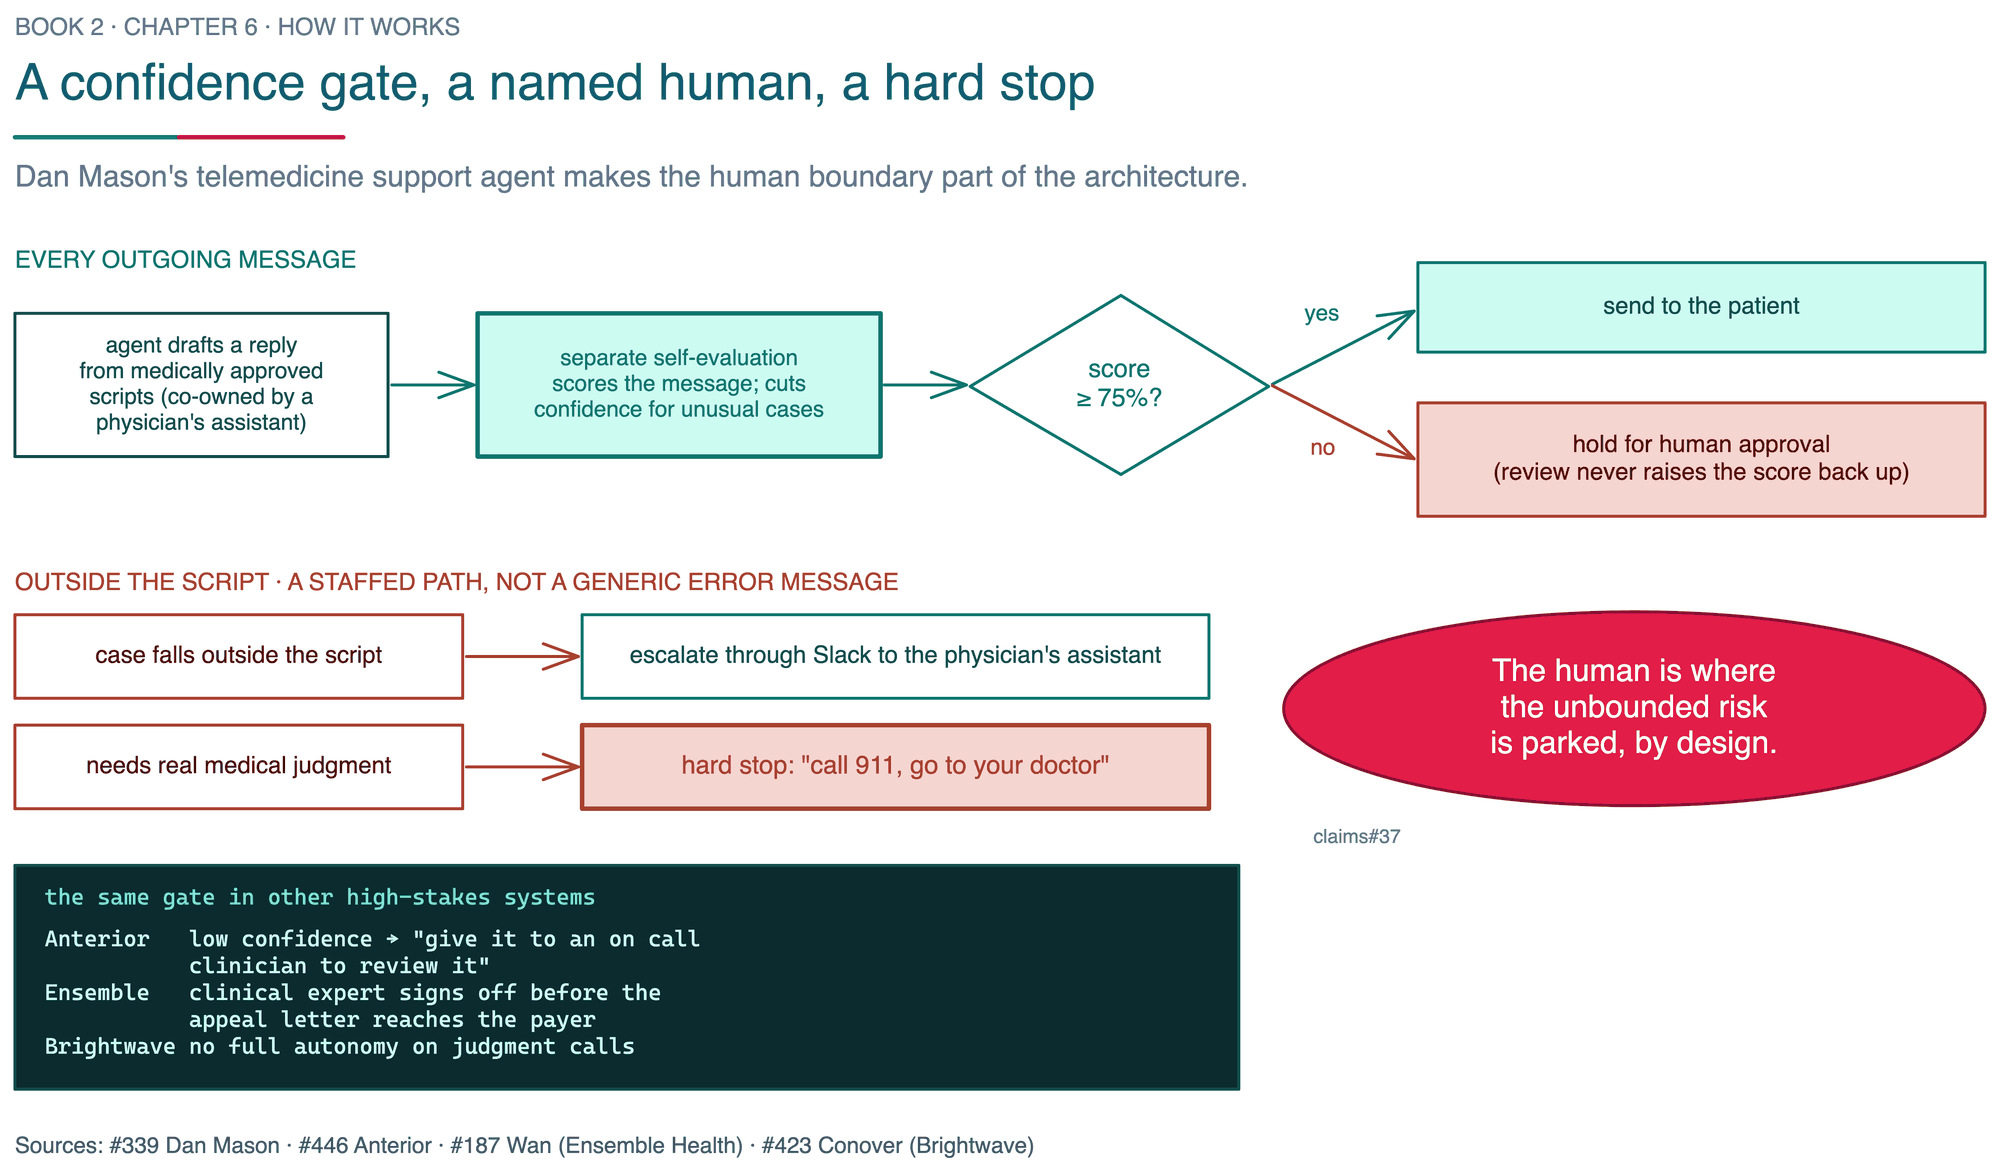 BOOK 2 · CHAPTER 6 · HOW IT WORKS
A confidence gate, a named human, a hard stop
Dan Mason's telemedicine support agent makes the human boundary part of the architecture.
EVERY OUTGOING MESSAGE
agent drafts a reply
from medically approved
scripts (co-owned by a
physician's assistant)
separate self-evaluation
scores the message; cuts
confidence for unusual cases
score
≥ 75%?
yes
send to the patient
no
hold for human approval
(review never raises the score back up)
OUTSIDE THE SCRIPT · A STAFFED PATH, NOT A GENERIC ERROR MESSAGE
case falls outside the script
escalate through Slack to the physician's assistant
needs real medical judgment
hard stop: "call 911, go to your doctor"
The human is where
the unbounded risk
is parked, by design.
claims#37
the same gate in other high-stakes systems
Anterior low confidence → "give it to an on call
clinician to review it"
Ensemble clinical expert signs off before the
appeal letter reaches the payer
Brightwave no full autonomy on judgment calls
Sources: #339 Dan Mason · #446 Anterior · #187 Wan (Ensemble Health) · #423 Conover (Brightwave)